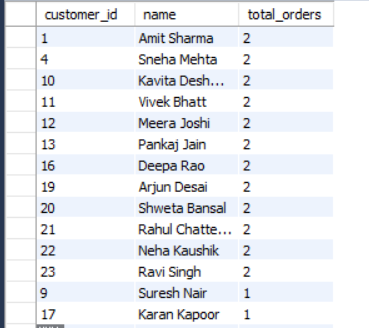 customer_id name total_orders
1 Amit Sharma 2
4 Sneha Mehta 2
10 Kavita Desh... 2
11 Vivek Bhatt 2
12 Meera Joshi 2
13 Pankaj Jain 2
16 Deepa Rao 2
19 Arjun Desai 2
20 Shweta Bansal 2
21 Rahul Chatte... 2
22 Neha Kaushik 2
23 Ravi Singh 2
9 Suresh Nair 1
17 Karan Kapoor 1